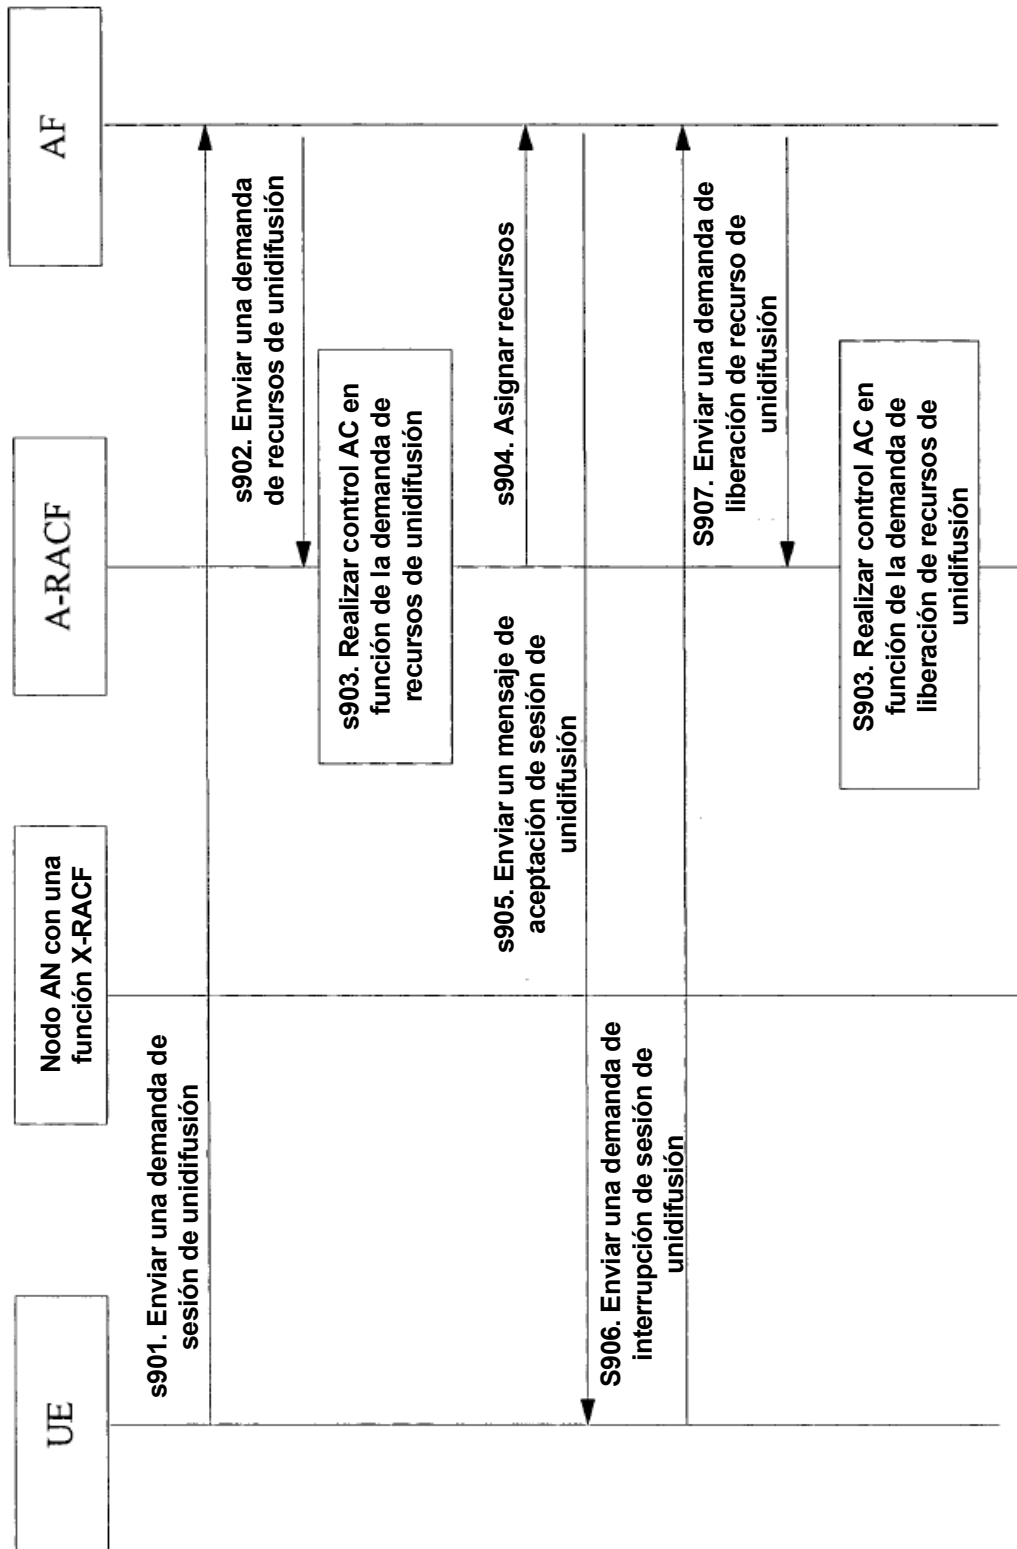 UE
Nodo AN con una
función X-RACF
A-RACF
AF
s901. Enviar una demanda de
sesión de unidifusión
s902. Enviar una demanda
de recursos de unidifusión
s903. Realizar control AC en
función de la demanda de
recursos de unidifusión
s904. Asignar recursos
s905. Enviar un mensaje de
aceptación de sesión de
unidifusión
S906. Enviar una demanda de
interrupción de sesión de
unidifusión
S907. Enviar una demanda de
liberación de recurso de
unidifusión
S903. Realizar control AC en
función de la demanda de
liberación de recursos de
unidifusión